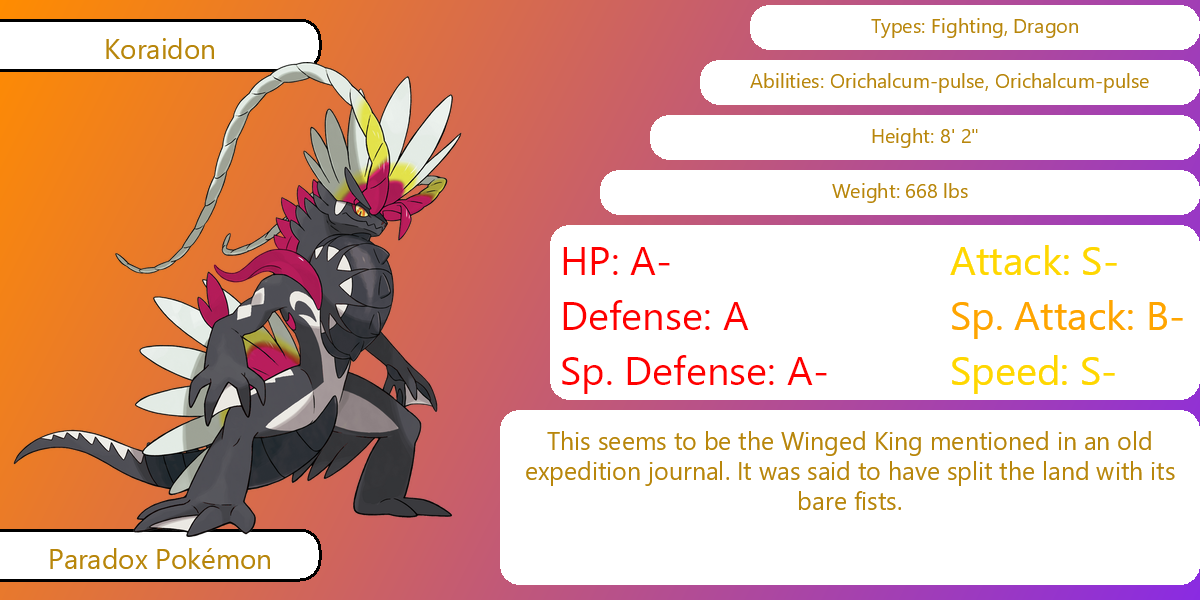 Koraidon
Types: Fighting, Dragon
Abilities: Orichalcum-pulse, Orichalcum-pulse
Height: 8' 2"
Weight: 668 lbs
HP: A-
Attack: S-
Defense: A
Sp. Attack: B-
Sp. Defense: A-
Speed: S-
This seems to be the Winged King mentioned in an old
expedition journal. It was said to have split the land with its
bare fists.
Paradox Pokémon